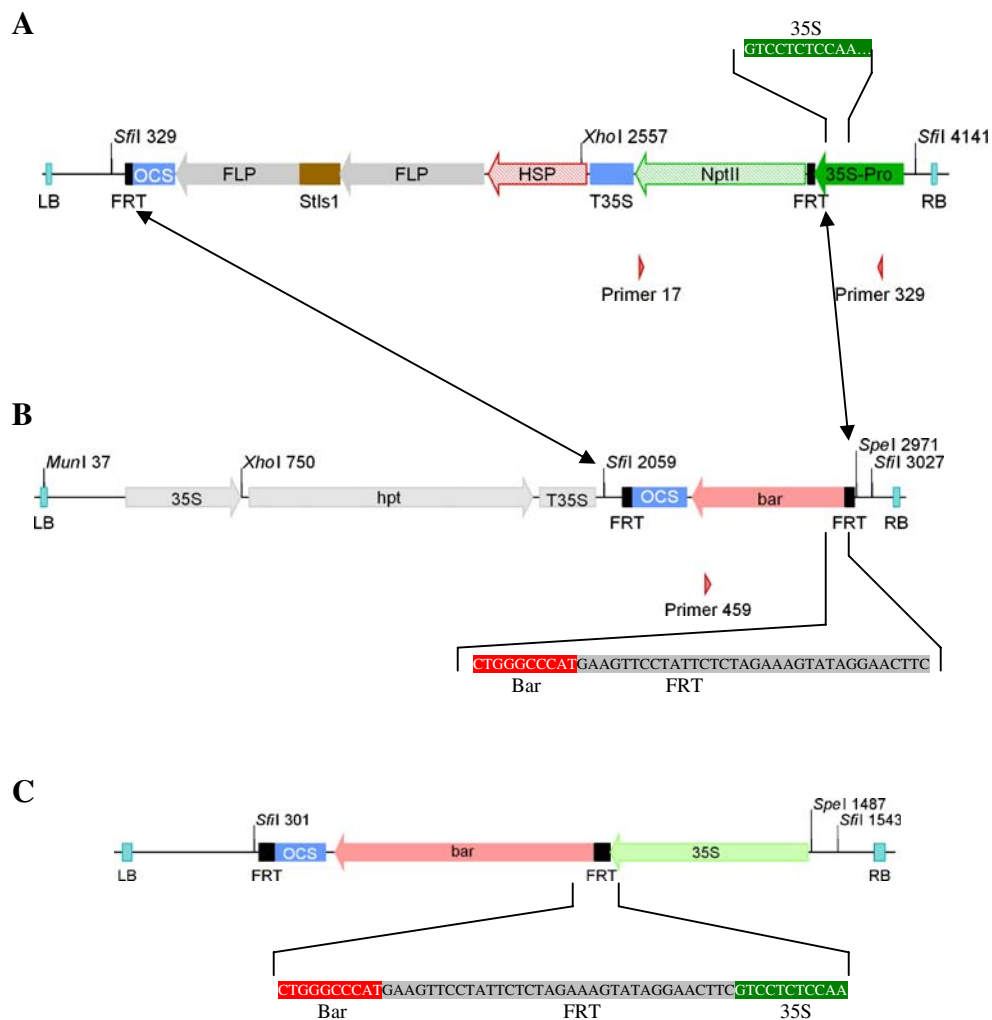 A
35S
GTCCTCTCCAA...
SfiI 329
XhoI 2557
SfiI 4141
OCS
FLP
FLP
HSP
NptII
35S-Pro
LB
FRT
Stls1
T35S
FRT
RB
Primer 17
Primer 329
B
MunI 37
XhoI 750
SfiI 2059
SpeI 2971
SfiI 3027
35S
hpt
T35S
OCS
bar
LB
FRT
FRT
RB
Primer 459
CTGGGCCCATGAAGTTCCTATTCTCTAGAAAGTATAGGAACTTC
Bar
FRT
C
SfiI 301
SpeI 1487
SfiI 1543
OCS
bar
35S
LB
FRT
FRT
RB
CTGGGCCCATGAAGTTCCTATTCTCTAGAAAGTATAGGAACTTCGTCCTCTCCAA
Bar
FRT
35S